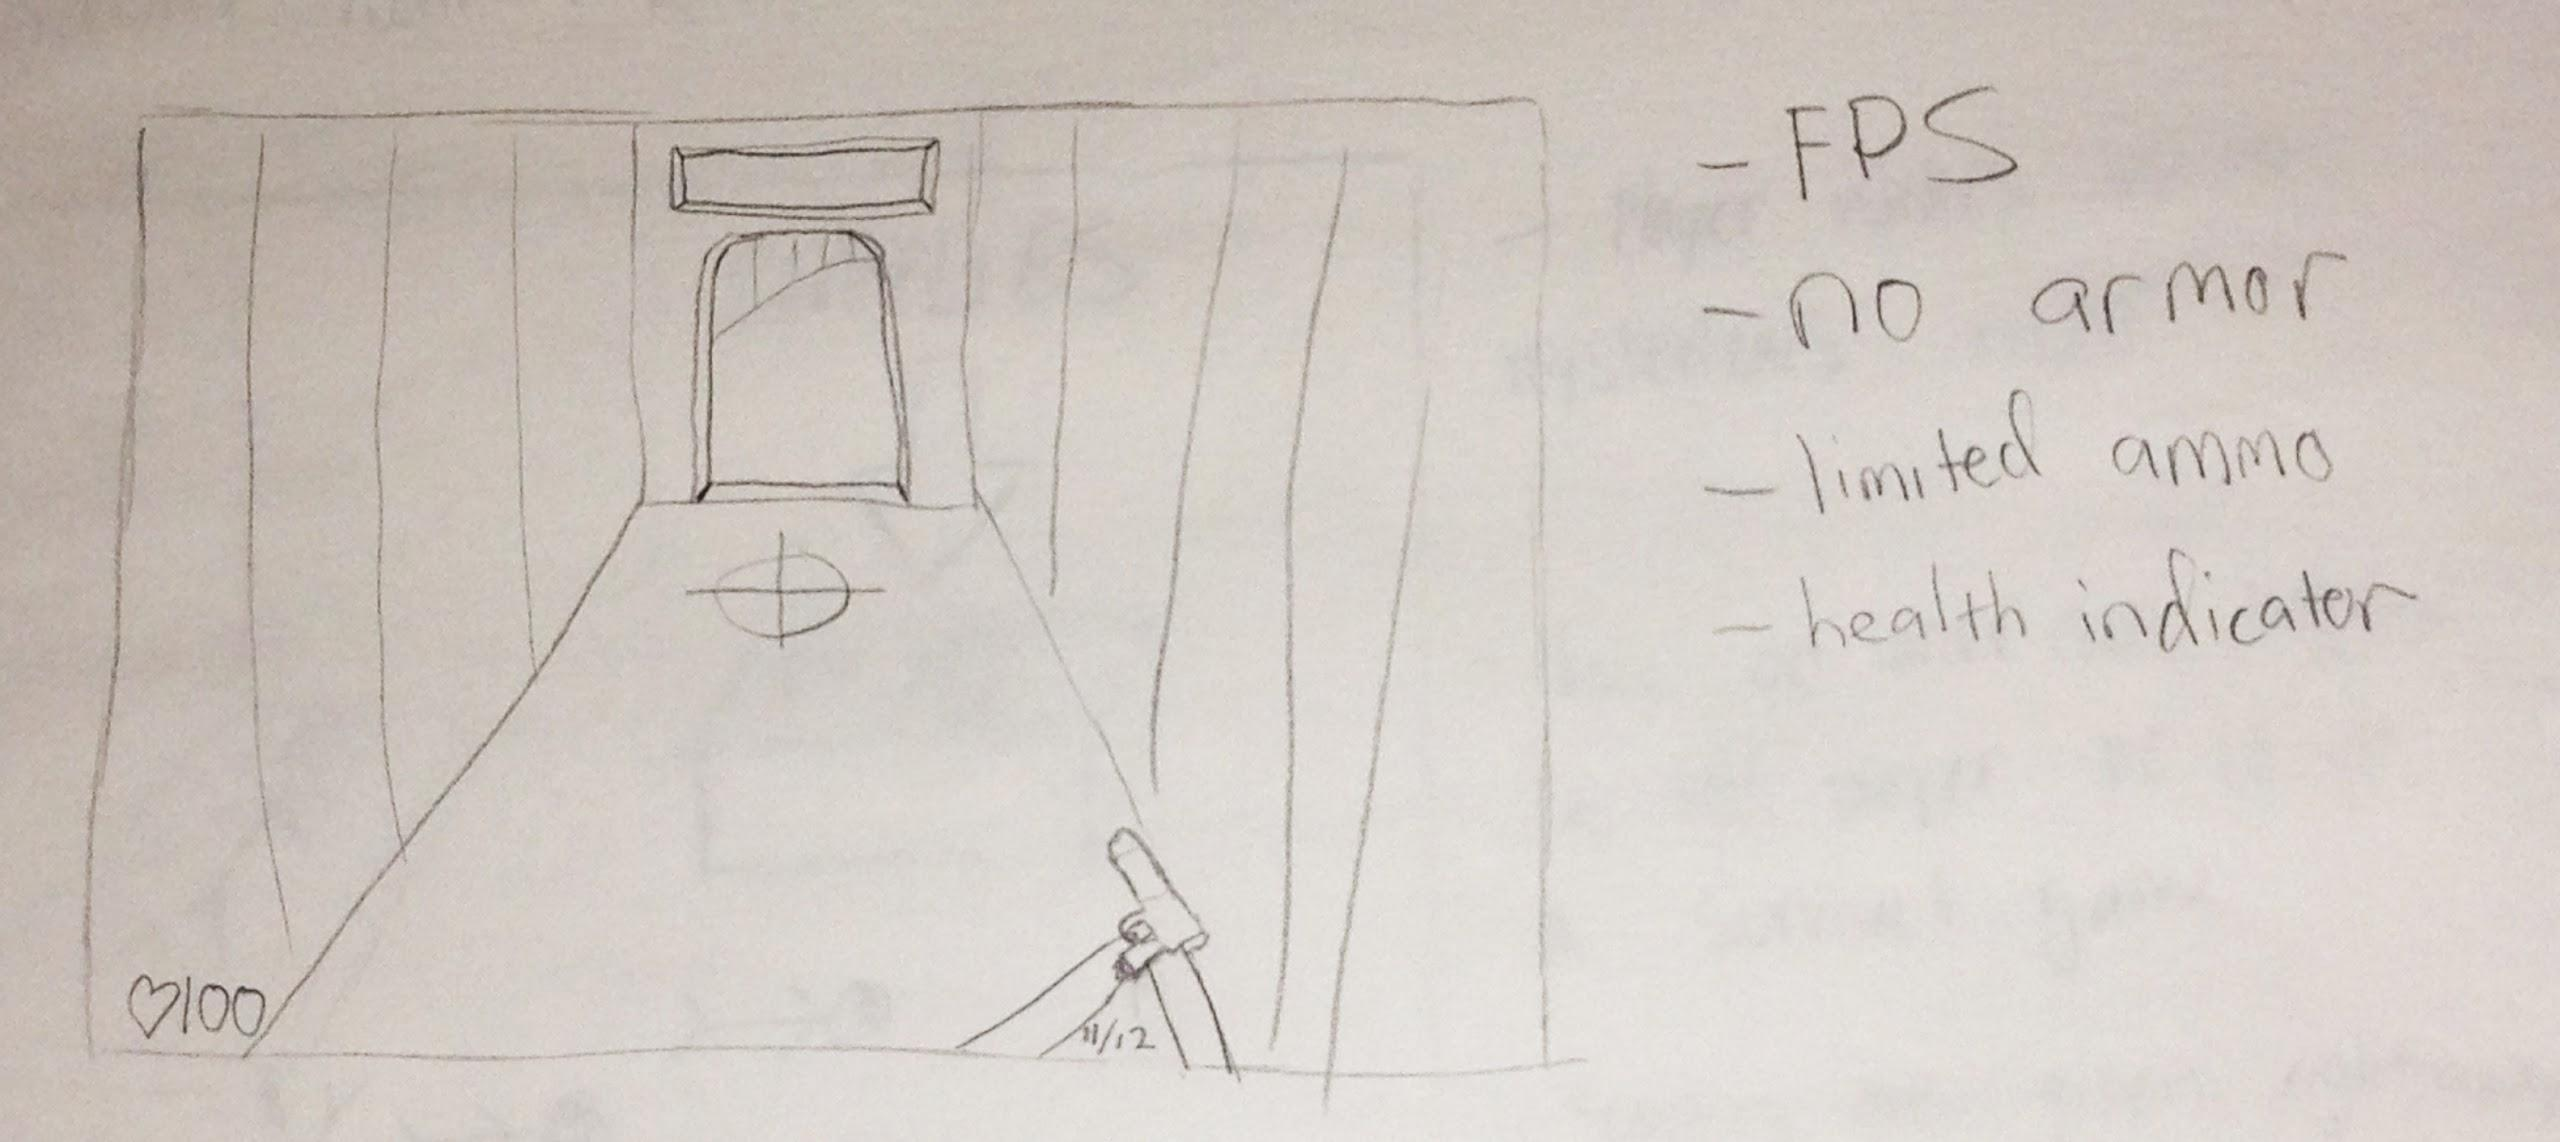 - FPS
- no armor
- limited ammo
- health indicator
♡100
11/12